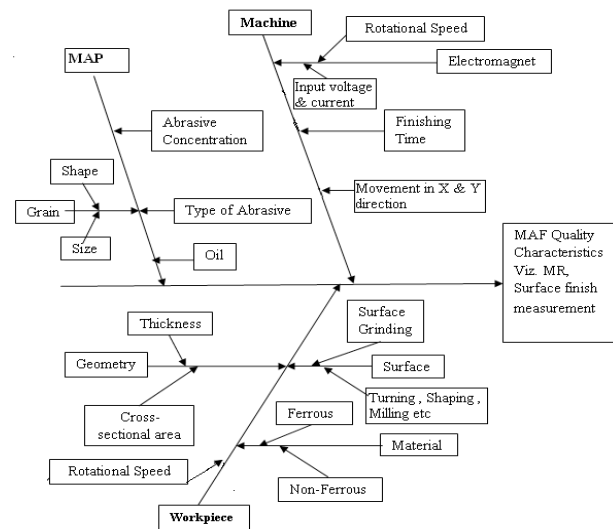 Machine
Rotational Speed
MAP
Electromagnet
Input voltage
& current
Abrasive
Concentration
Finishing
Time
Shape
Movement in X & Y
direction
Grain
Type of Abrasive
Size
Oil
MAF Quality
Characteristics
Viz. MR,
Surface finish
measurement
Thickness
Surface
Grinding
Geometry
Surface
Turning , Shaping ,
Milling etc
Cross-
sectional area
Ferrous
Material
Rotational Speed
Non-Ferrous
Workpiece